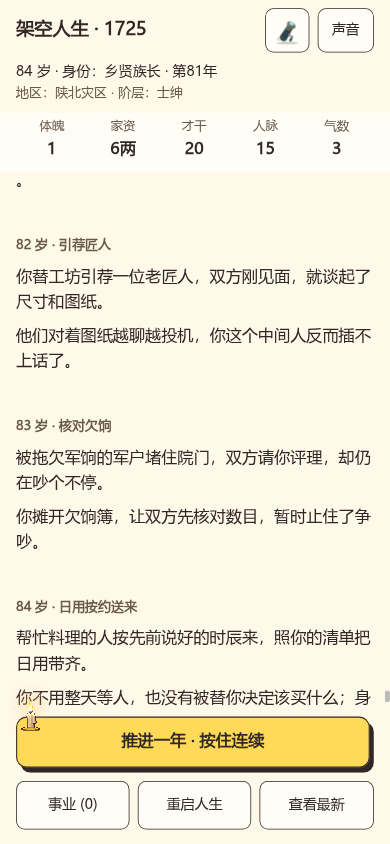 架空人生 · 1725
声音
84 岁 · 身份：乡贤族长 · 第81年
地区：陕北灾区 · 阶层：士绅
体魄 家资 才干 人脉 气数
1 6两 20 15 3
。
82 岁 · 引荐匠人
你替工坊引荐一位老匠人，双方刚见面，就谈起了
尺寸和图纸。
他们对着图纸越聊越投机，你这个中间人反而插不
上话了。
83 岁 · 核对欠饷
被拖欠军饷的军户堵住院门，双方请你评理，却仍
在吵个不停。
你摊开欠饷簿，让双方先核对数目，暂时止住了争
吵。
84 岁 · 日用按约送来
帮忙料理的人按先前说好的时辰来，照你的清单把
日用带齐。
你不用整天等人，也没有被替你决定该买什么；身
推进一年 · 按住连续
事业 (0)
重启人生
查看最新